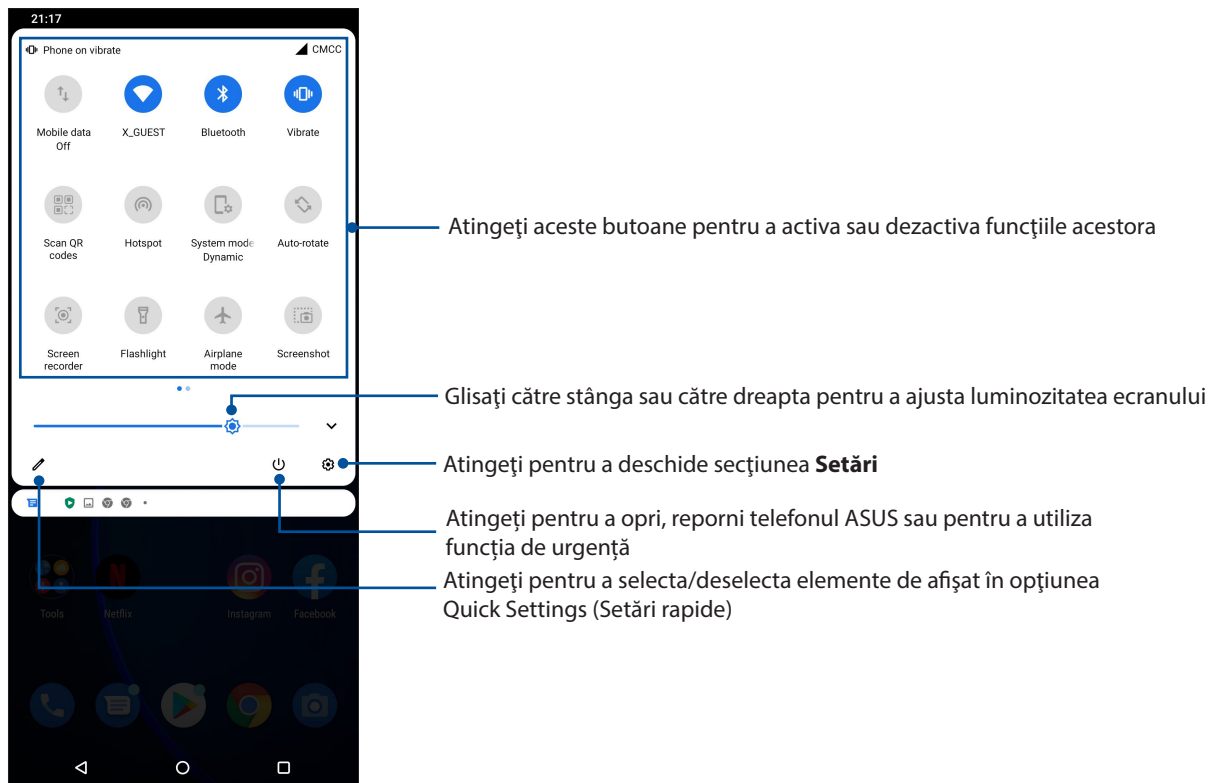 21:17
Phone on vibrate
CMCC
Mobile data
Off
X_GUEST
Bluetooth
Vibrate
Scan QR
codes
Hotspot
System mode
Dynamic
Auto-rotate
Screen
recorder
Flashlight
Airplane
mode
Screenshot
Tools
Netflix
Instagram
Facebook
Atingeţi aceste butoane pentru a activa sau dezactiva funcţiile acestora
Glisaţi către stânga sau către dreapta pentru a ajusta luminozitatea ecranului
Atingeţi pentru a deschide secţiunea Setări
Atingeți pentru a opri, reporni telefonul ASUS sau pentru a utiliza
funcția de urgență
Atingeţi pentru a selecta/deselecta elemente de afişat în opţiunea
Quick Settings (Setări rapide)